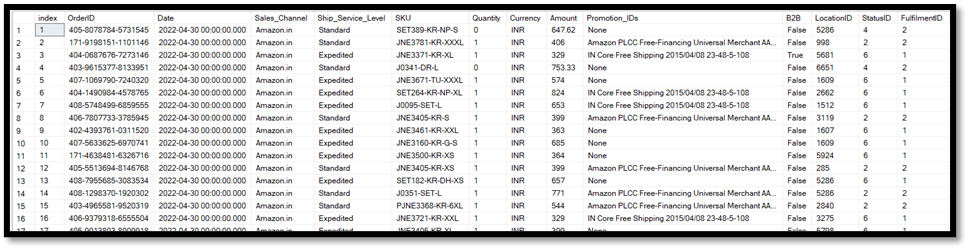 index OrderID Date Sales_Channel Ship_Service_Level SKU Quantity Currency Amount Promotion_IDs B2B LocationID StatusID FulfilmentID
1 1 405-8078784-5731545 2022-04-30 00:00:00.000 Amazon.in Standard SET389-KR-NP-S 0 INR 647.62 None False 5286 4 2
2 2 171-9198151-1101146 2022-04-30 00:00:00.000 Amazon.in Standard JNE3781-KR-XXXL 1 INR 406 Amazon PLCC Free-Financing Universal Merchant AA... False 998 2 2
3 3 404-0687676-7273146 2022-04-30 00:00:00.000 Amazon.in Expedited JNE3371-KR-XL 1 INR 329 IN Core Free Shipping 2015/04/08 23-48-5-108 True 5681 6 1
4 4 403-9615377-8133951 2022-04-30 00:00:00.000 Amazon.in Standard J0341-DR-L 0 INR 753.33 None False 6651 4 2
5 5 407-1069790-7240320 2022-04-30 00:00:00.000 Amazon.in Expedited JNE3671-TU-XXXL 1 INR 574 None False 1609 6 1
6 6 404-1490984-4578765 2022-04-30 00:00:00.000 Amazon.in Expedited SET264-KR-NP-XL 1 INR 824 IN Core Free Shipping 2015/04/08 23-48-5-108 False 2662 6 1
7 7 408-5748499-6859555 2022-04-30 00:00:00.000 Amazon.in Expedited J0095-SET-L 1 INR 653 IN Core Free Shipping 2015/04/08 23-48-5-108 False 1512 6 1
8 8 406-7807733-3785945 2022-04-30 00:00:00.000 Amazon.in Standard JNE3405-KR-S 1 INR 399 Amazon PLCC Free-Financing Universal Merchant AA... False 3119 2 2
9 9 402-4393761-0311520 2022-04-30 00:00:00.000 Amazon.in Expedited JNE3461-KR-XXL 1 INR 363 None False 1607 6 1
10 10 407-5633625-6970741 2022-04-30 00:00:00.000 Amazon.in Expedited JNE3160-KR-G-S 1 INR 685 None False 1609 6 1
11 11 171-4638481-6326716 2022-04-30 00:00:00.000 Amazon.in Expedited JNE3500-KR-XS 1 INR 364 None False 5924 6 1
12 12 405-5513694-8146768 2022-04-30 00:00:00.000 Amazon.in Standard JNE3405-KR-XS 1 INR 399 Amazon PLCC Free-Financing Universal Merchant AA... False 285 2 2
13 13 408-7955685-3083534 2022-04-30 00:00:00.000 Amazon.in Expedited SET182-KR-DH-XS 1 INR 657 None False 5286 6 1
14 14 408-1298370-1920302 2022-04-30 00:00:00.000 Amazon.in Standard J0351-SET-L 1 INR 771 Amazon PLCC Free-Financing Universal Merchant AA... False 5286 2 2
15 15 403-4965581-9520319 2022-04-30 00:00:00.000 Amazon.in Standard PJNE3368-KR-6XL 1 INR 544 Amazon PLCC Free-Financing Universal Merchant AA... False 2840 2 2
16 16 406-9379318-6555504 2022-04-30 00:00:00.000 Amazon.in Expedited JNE3721-KR-XXL 1 INR 329 IN Core Free Shipping 2015/04/08 23-48-5-108 False 3275 6 1